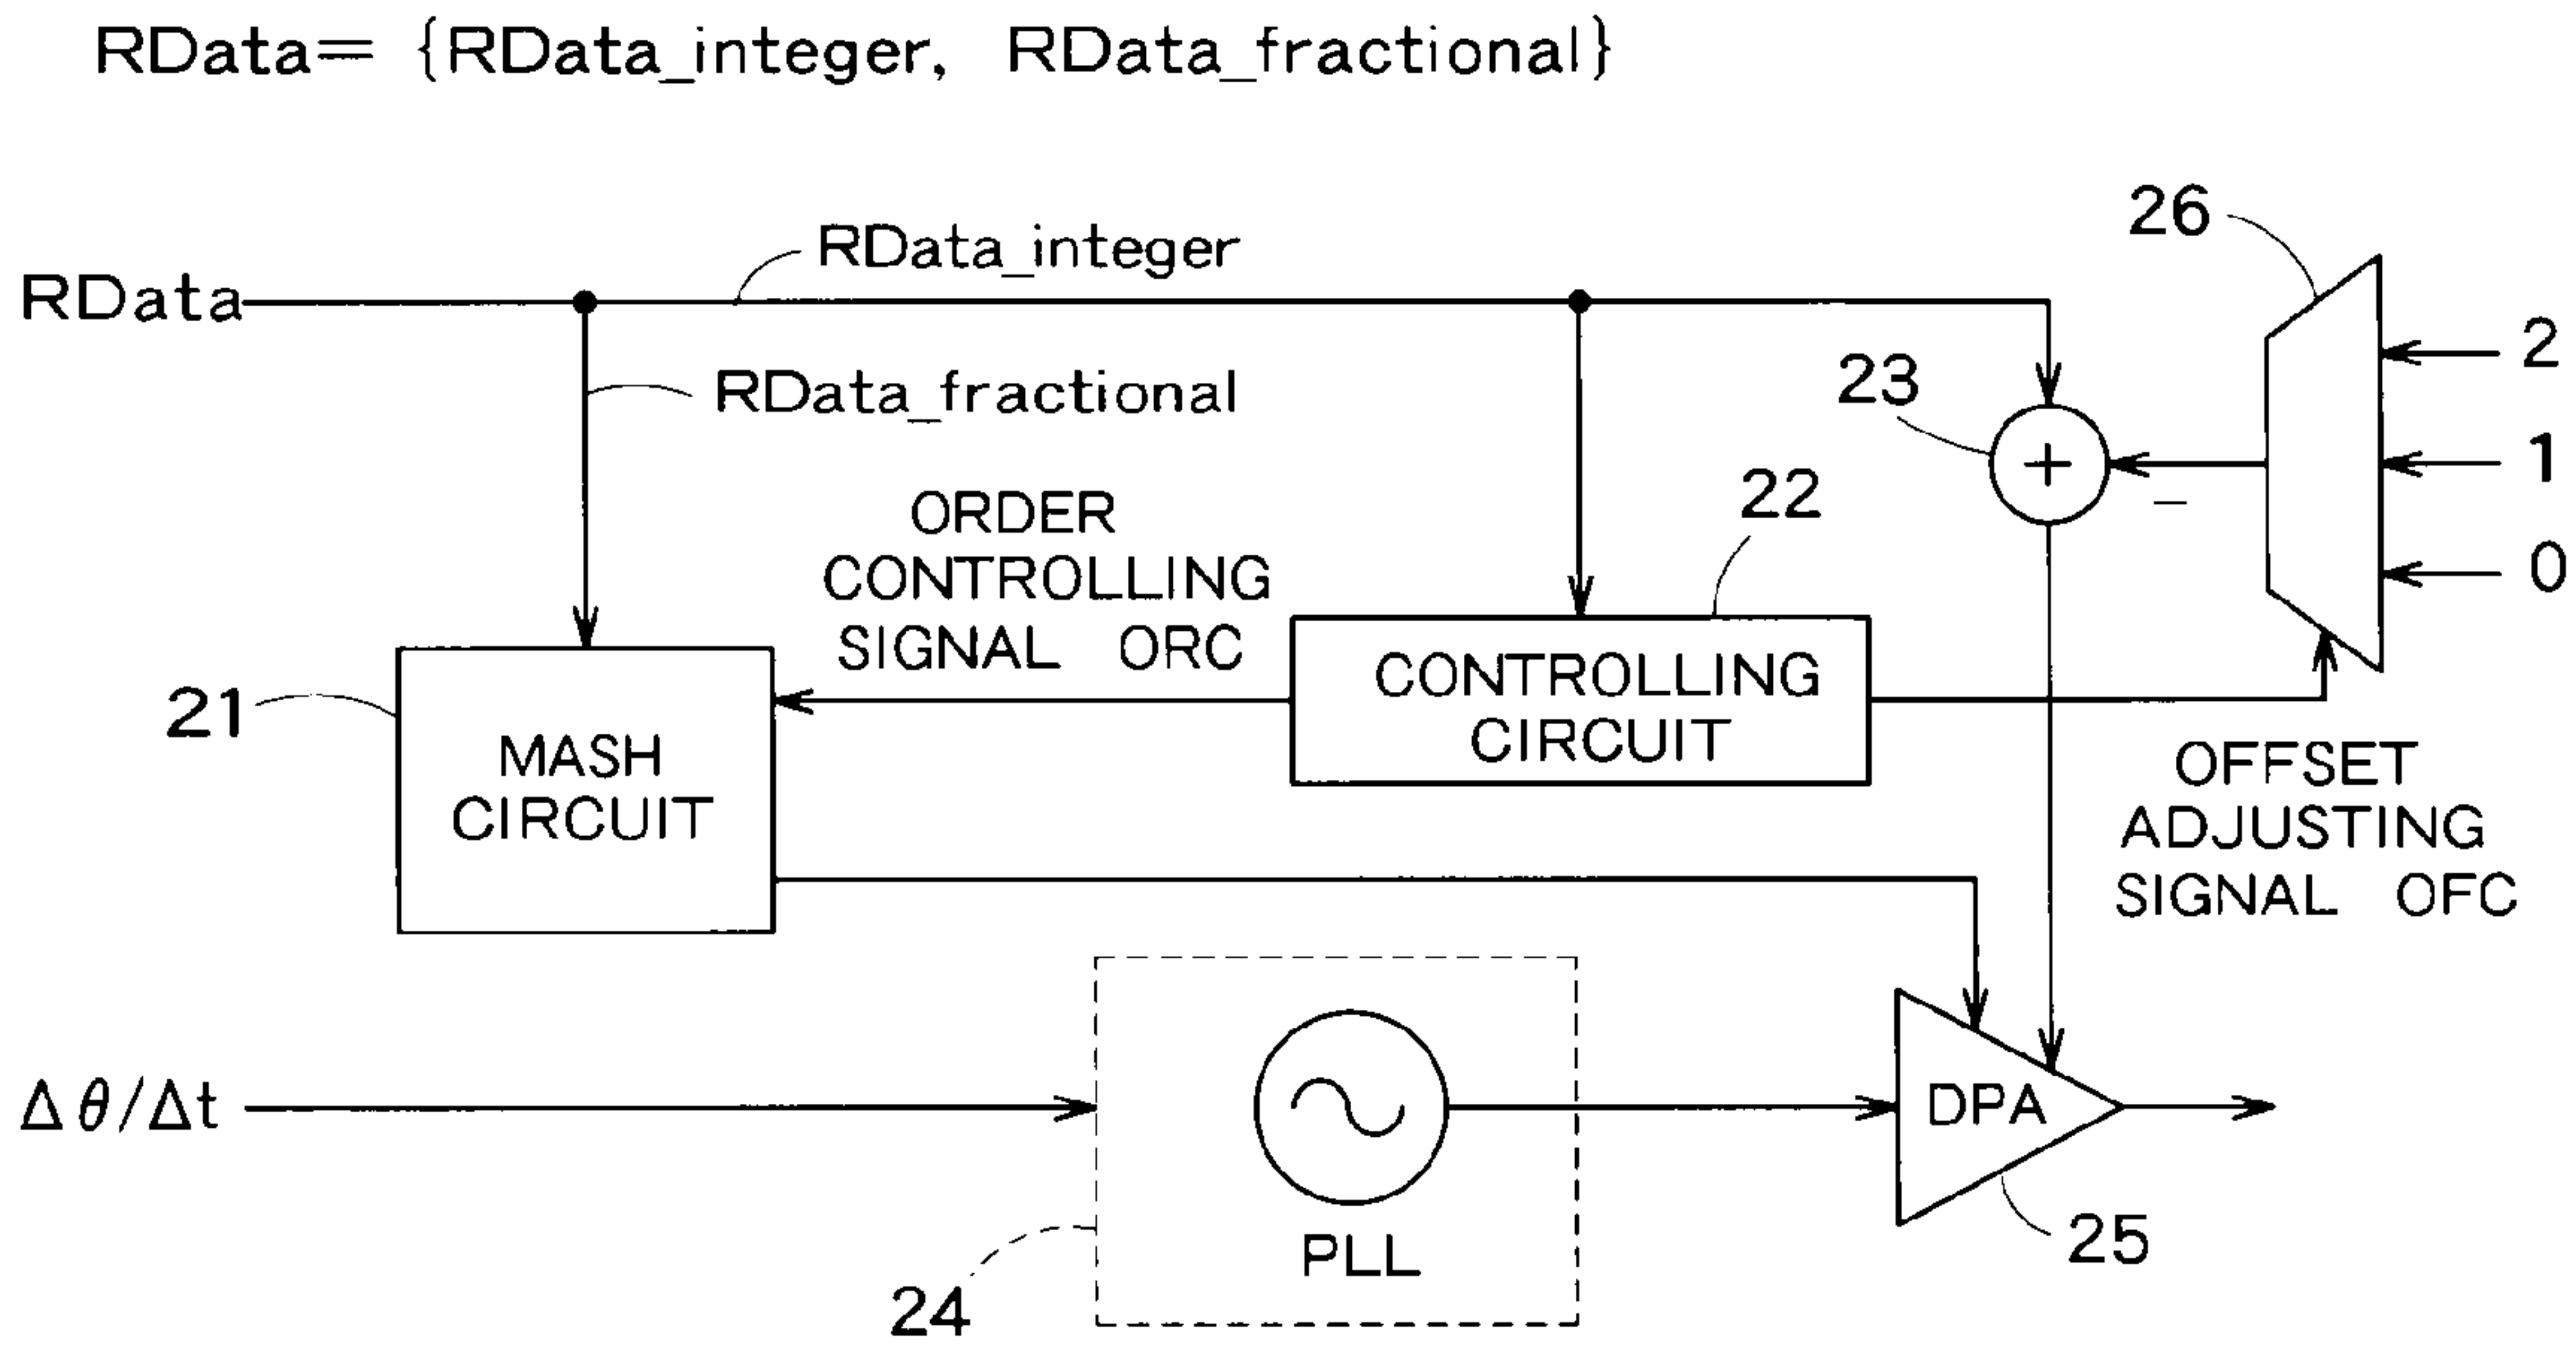 RData= {RData_integer, RData_fractional}
26
RData_integer
RData
2
23
RData_fractional
+
1
−
22
ORDER
CONTROLLING
SIGNAL ORC
0
21
CONTROLLING
CIRCUIT
MASH
CIRCUIT
OFFSET
ADJUSTING
SIGNAL OFC
Δθ/Δt
DPA
PLL
25
24